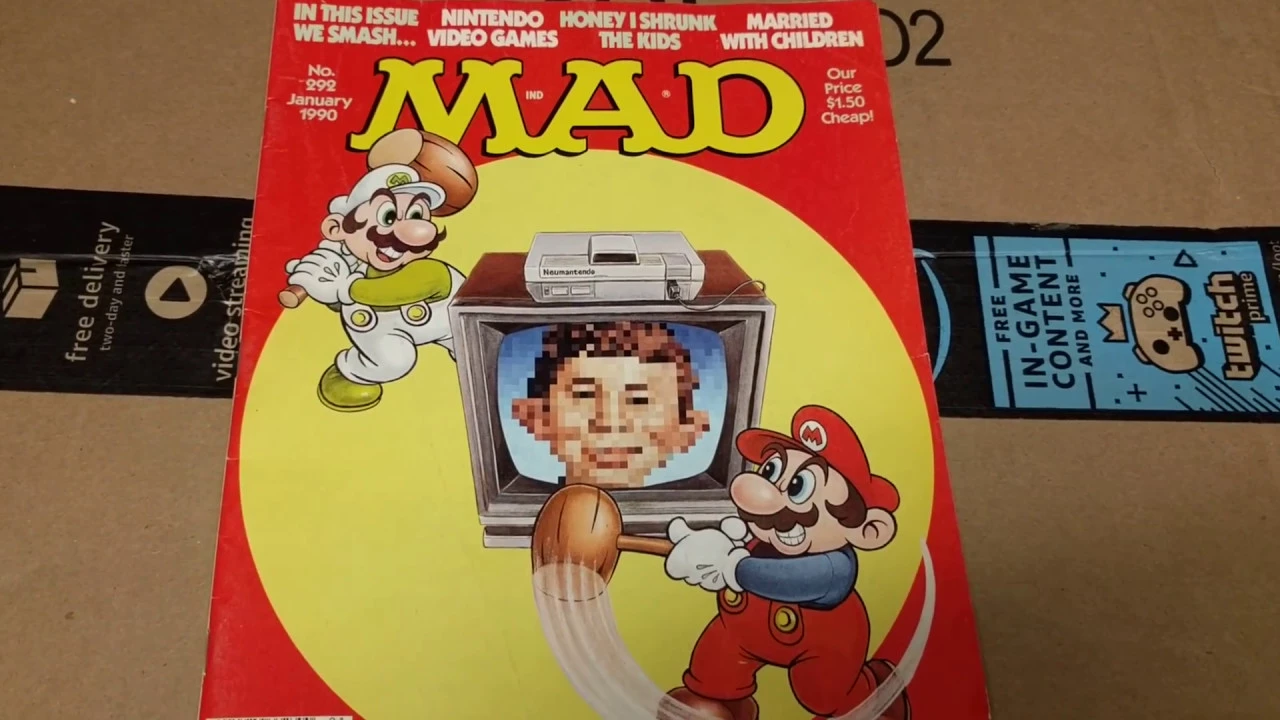 IN THIS ISSUE
WE SMASH...
NINTENDO
VIDEO GAMES
HONEY I SHRUNK
THE KIDS
MARRIED
WITH CHILDREN
No.
292
January
1990
MAD
IND
®
Our
Price
$1.50
Cheap!
M
Neumantendo
M
free delivery
two-day and faster
video streaming
02
FREE
IN-GAME
CONTENT
AND MORE
twitch
prime